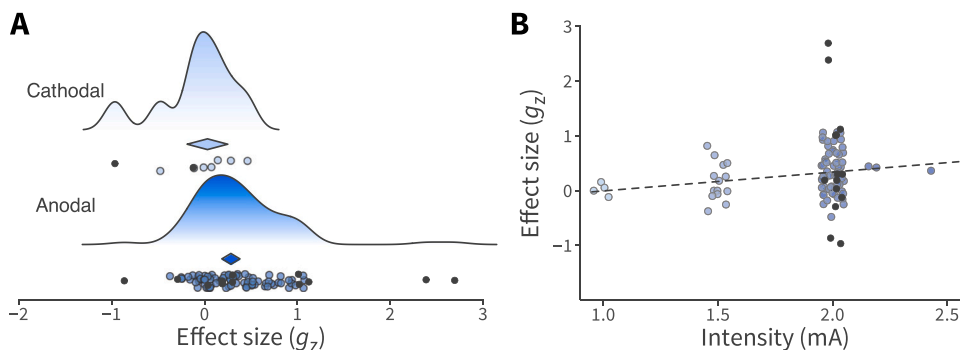 A
Cathodal
Anodal
−2 −1 0 1 2 3
Effect size (gz)
B
3
2
1
0
−1
Effect size (gz)
1.0 1.5 2.0 2.5
Intensity (mA)